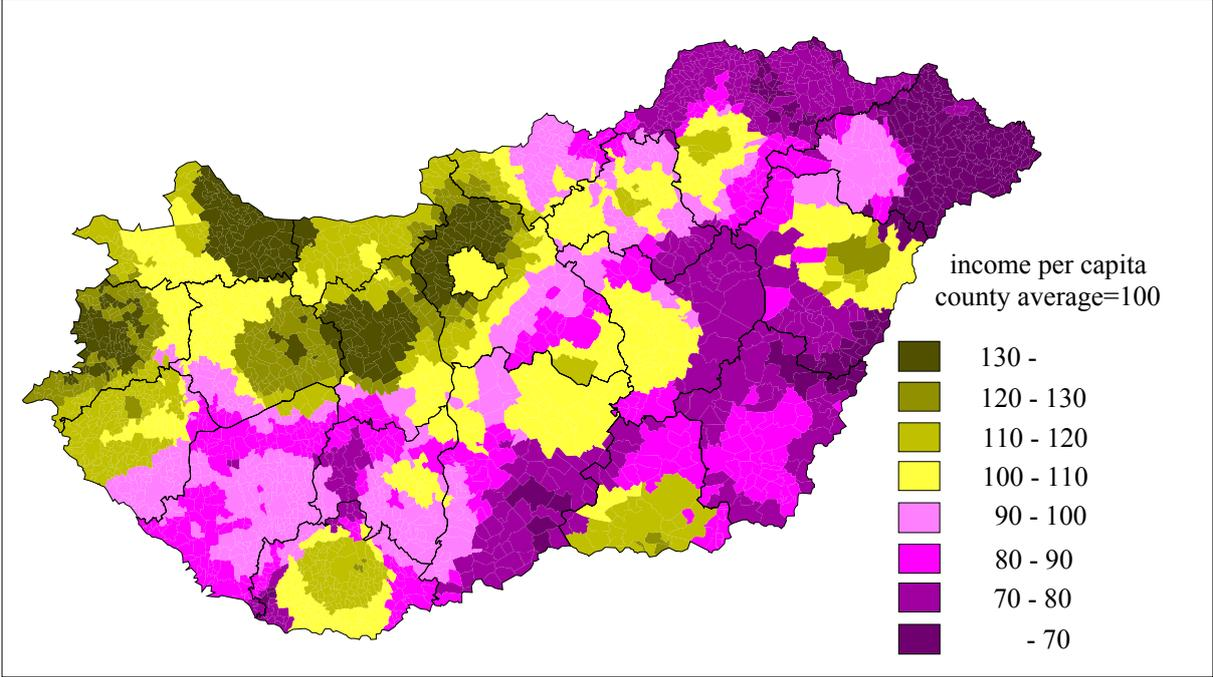 income per capita
county average=100
130 -
120 - 130
110 - 120
100 - 110
90 - 100
80 - 90
70 - 80
- 70